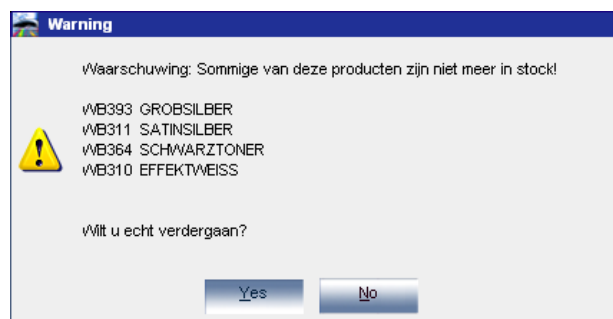 Warning
Waarschuwing: Sommige van deze producten zijn niet meer in stock!
WB393 GROBSILBER
WB311 SATINSILBER
WB364 SCHWARZTONER
WB310 EFFEKTWEISS
Wilt u echt verdergaan?
Yes No